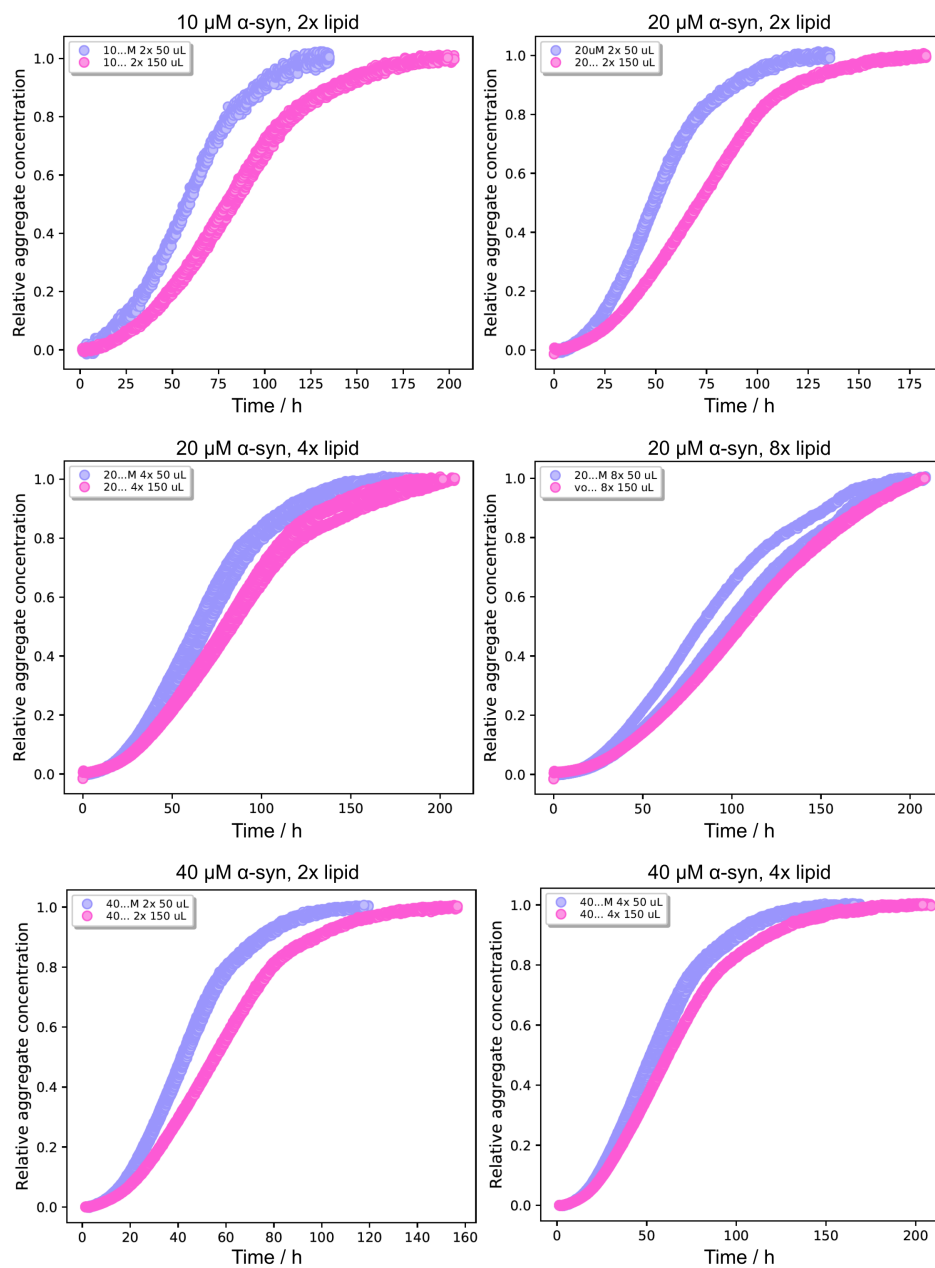 10 µM α-syn, 2x lipid
10...M 2x 50 uL
10... 2x 150 uL
Relative aggregate concentration
1.0
0.8
0.6
0.4
0.2
0.0
0 25 50 75 100 125 150 175 200
Time / h
20 µM α-syn, 2x lipid
20uM 2x 50 uL
20... 2x 150 uL
Relative aggregate concentration
1.0
0.8
0.6
0.4
0.2
0.0
0 25 50 75 100 125 150 175
Time / h
20 µM α-syn, 4x lipid
20...M 4x 50 uL
20... 4x 150 uL
Relative aggregate concentration
1.0
0.8
0.6
0.4
0.2
0.0
0 50 100 150 200
Time / h
20 µM α-syn, 8x lipid
20...M 8x 50 uL
vo... 8x 150 uL
Relative aggregate concentration
1.0
0.8
0.6
0.4
0.2
0.0
0 50 100 150 200
Time / h
40 µM α-syn, 2x lipid
40...M 2x 50 uL
40... 2x 150 uL
Relative aggregate concentration
1.0
0.8
0.6
0.4
0.2
0.0
0 20 40 60 80 100 120 140 160
Time / h
40 µM α-syn, 4x lipid
40...M 4x 50 uL
40... 4x 150 uL
Relative aggregate concentration
1.0
0.8
0.6
0.4
0.2
0.0
0 50 100 150 200
Time / h